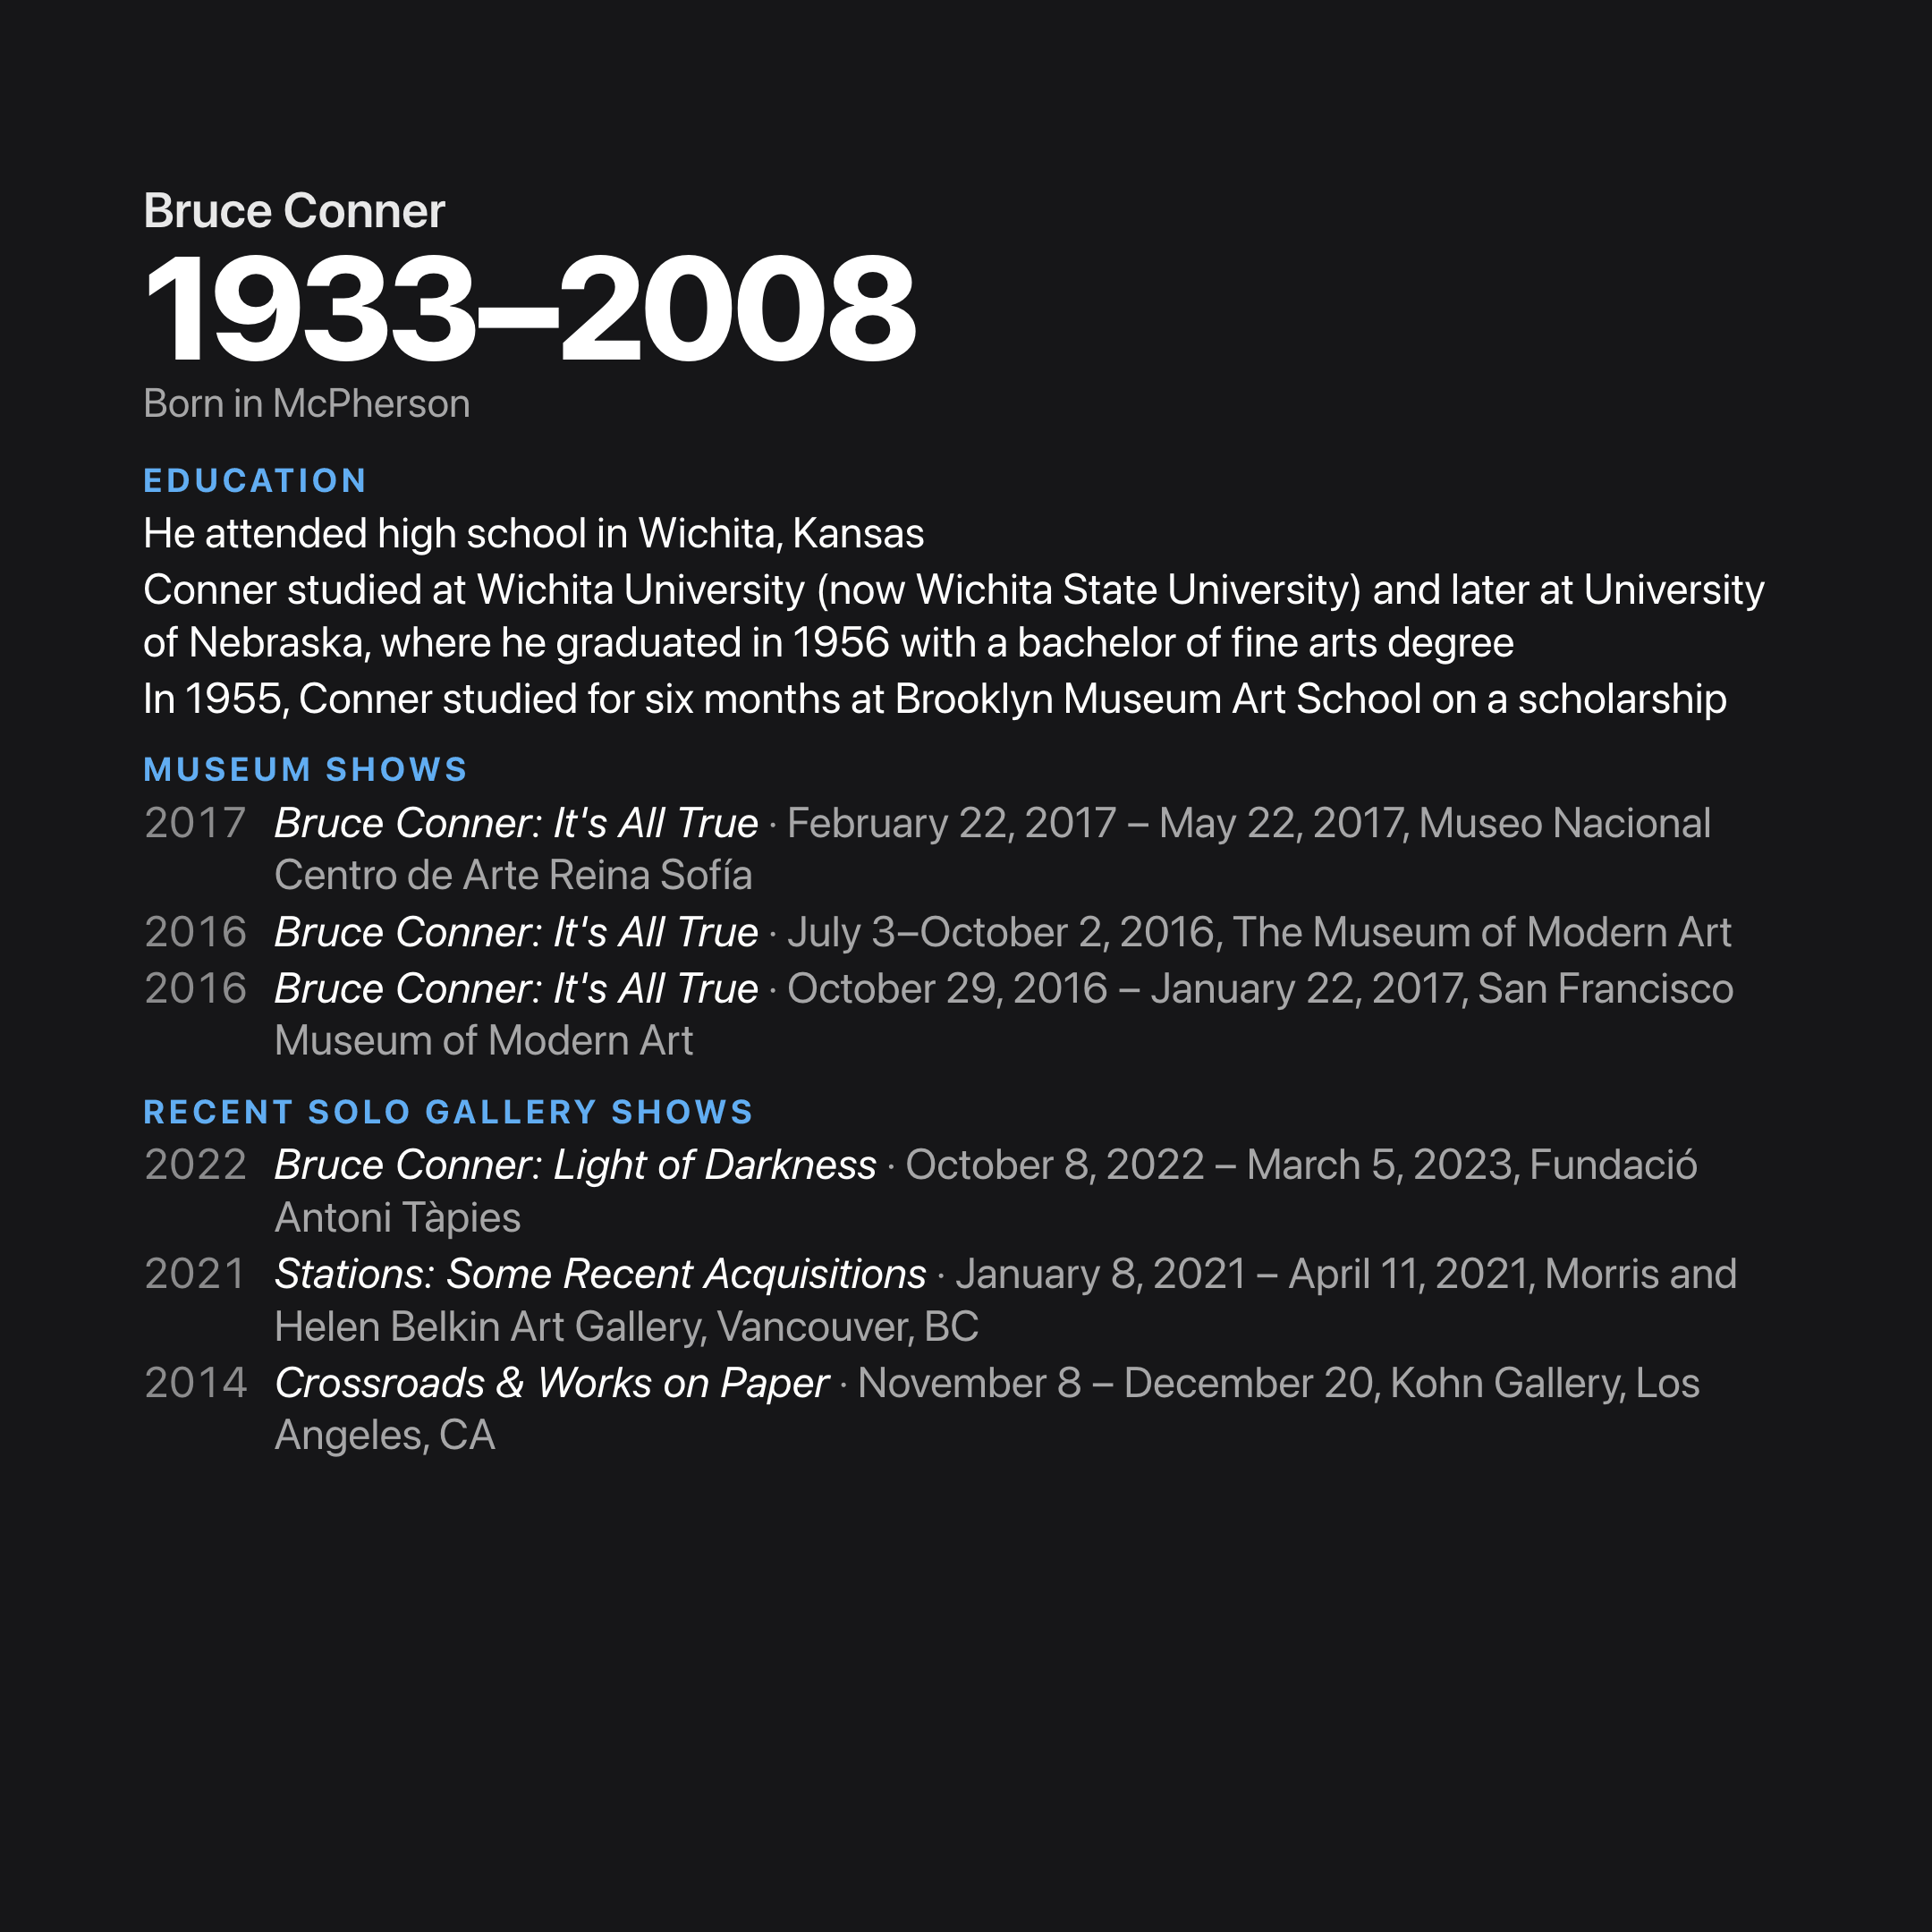 Bruce Conner
1933–2008
Born in McPherson
EDUCATION
He attended high school in Wichita, Kansas
Conner studied at Wichita University (now Wichita State University) and later at University
of Nebraska, where he graduated in 1956 with a bachelor of fine arts degree
In 1955, Conner studied for six months at Brooklyn Museum Art School on a scholarship
MUSEUM SHOWS
2017 Bruce Conner: It's All True · February 22, 2017 – May 22, 2017, Museo Nacional
Centro de Arte Reina Sofía
2016 Bruce Conner: It's All True · July 3–October 2, 2016, The Museum of Modern Art
2016 Bruce Conner: It's All True · October 29, 2016 – January 22, 2017, San Francisco
Museum of Modern Art
RECENT SOLO GALLERY SHOWS
2022 Bruce Conner: Light of Darkness · October 8, 2022 – March 5, 2023, Fundació
Antoni Tàpies
2021 Stations: Some Recent Acquisitions · January 8, 2021 – April 11, 2021, Morris and
Helen Belkin Art Gallery, Vancouver, BC
2014 Crossroads & Works on Paper · November 8 – December 20, Kohn Gallery, Los
Angeles, CA